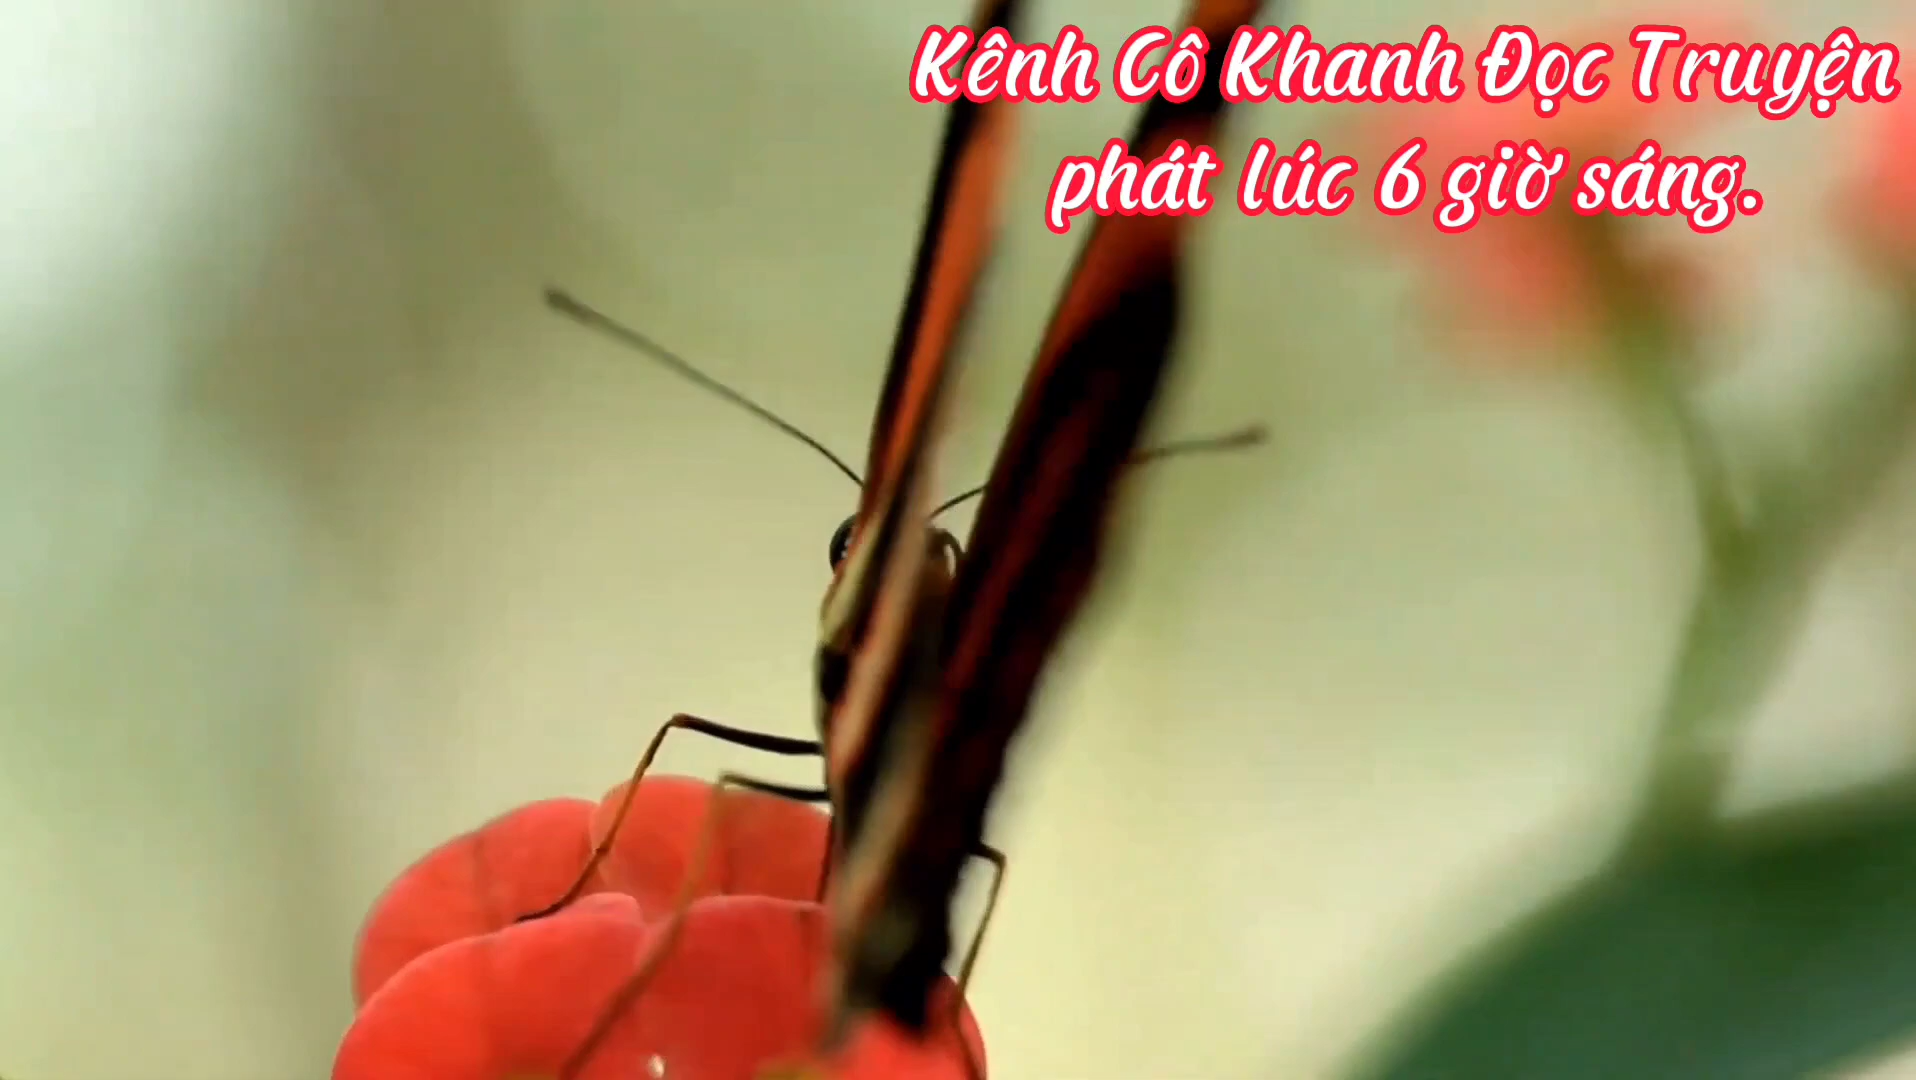 Kênh Cô Khanh Đọc Truyện
phát lúc 6 giờ sáng.